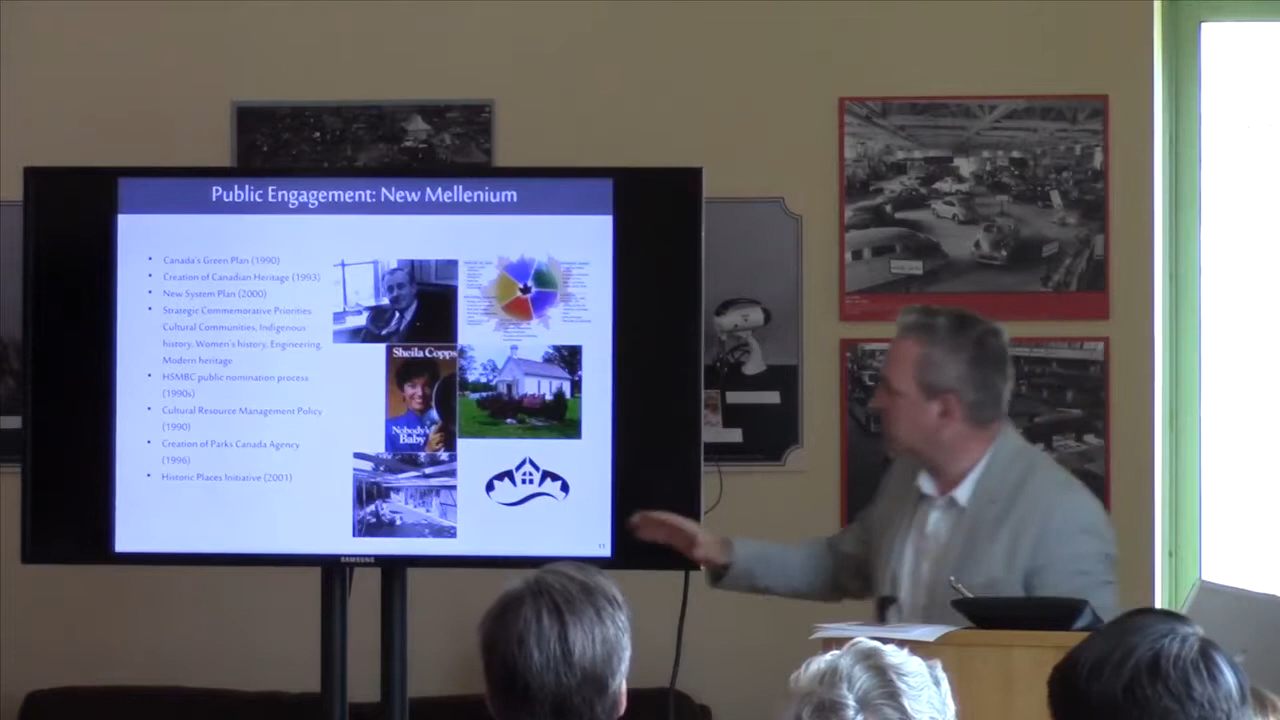 Public Engagement: New Mellenium
• Canada's Green Plan (1990)
• Creation of Canadian Heritage (1993)
• New System Plan (2000)
• Strategic Commemorative Priorities:
Cultural Communities, Indigenous
history, Women's history, Engineering,
Modern heritage
• HSMBC public nomination process
(1990s)
• Cultural Resource Management Policy
(1990)
• Creation of Parks Canada Agency
(1996)
• Historic Places Initiative (2001)
Sheila Copps
Nobody's
Baby
11
SAMSUNG